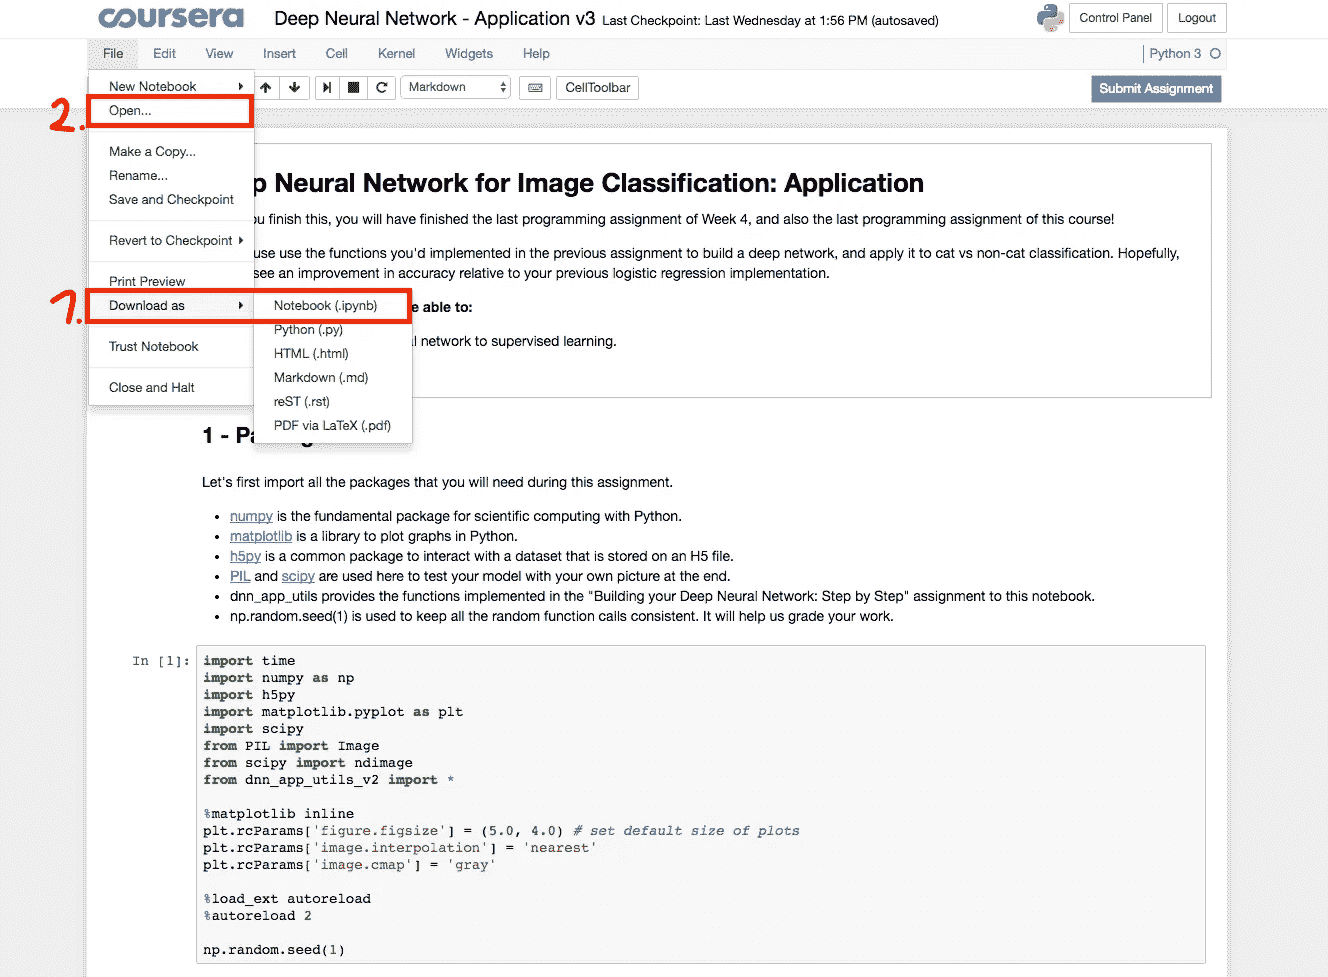 coursera Deep Neural Network - Application v3 Last Checkpoint: Last Wednesday at 1:56 PM (autosaved) Control Panel Logout
File Edit View Insert Cell Kernel Widgets Help Python 3
Markdown CellToolbar Submit Assignment
New Notebook
2. Open...
Make a Copy...
Rename...
Save and Checkpoint
Revert to Checkpoint
Print Preview
1. Download as
Trust Notebook
Close and Halt
Notebook (.ipynb)
Python (.py)
HTML (.html)
Markdown (.md)
reST (.rst)
PDF via LaTeX (.pdf)
p Neural Network for Image Classification: Application
u finish this, you will have finished the last programming assignment of Week 4, and also the last programming assignment of this course!
use use the functions you'd implemented in the previous assignment to build a deep network, and apply it to cat vs non-cat classification. Hopefully,
see an improvement in accuracy relative to your previous logistic regression implementation.
e able to:
l network to supervised learning.
1 - Pa
Let's first import all the packages that you will need during this assignment.
• numpy is the fundamental package for scientific computing with Python.
• matplotlib is a library to plot graphs in Python.
• h5py is a common package to interact with a dataset that is stored on an H5 file.
• PIL and scipy are used here to test your model with your own picture at the end.
• dnn_app_utils provides the functions implemented in the "Building your Deep Neural Network: Step by Step" assignment to this notebook.
• np.random.seed(1) is used to keep all the random function calls consistent. It will help us grade your work.
In [1]: import time
import numpy as np
import h5py
import matplotlib.pyplot as plt
import scipy
from PIL import Image
from scipy import ndimage
from dnn_app_utils_v2 import *
%matplotlib inline
plt.rcParams['figure.figsize'] = (5.0, 4.0) # set default size of plots
plt.rcParams['image.interpolation'] = 'nearest'
plt.rcParams['image.cmap'] = 'gray'
%load_ext autoreload
%autoreload 2
np.random.seed(1)